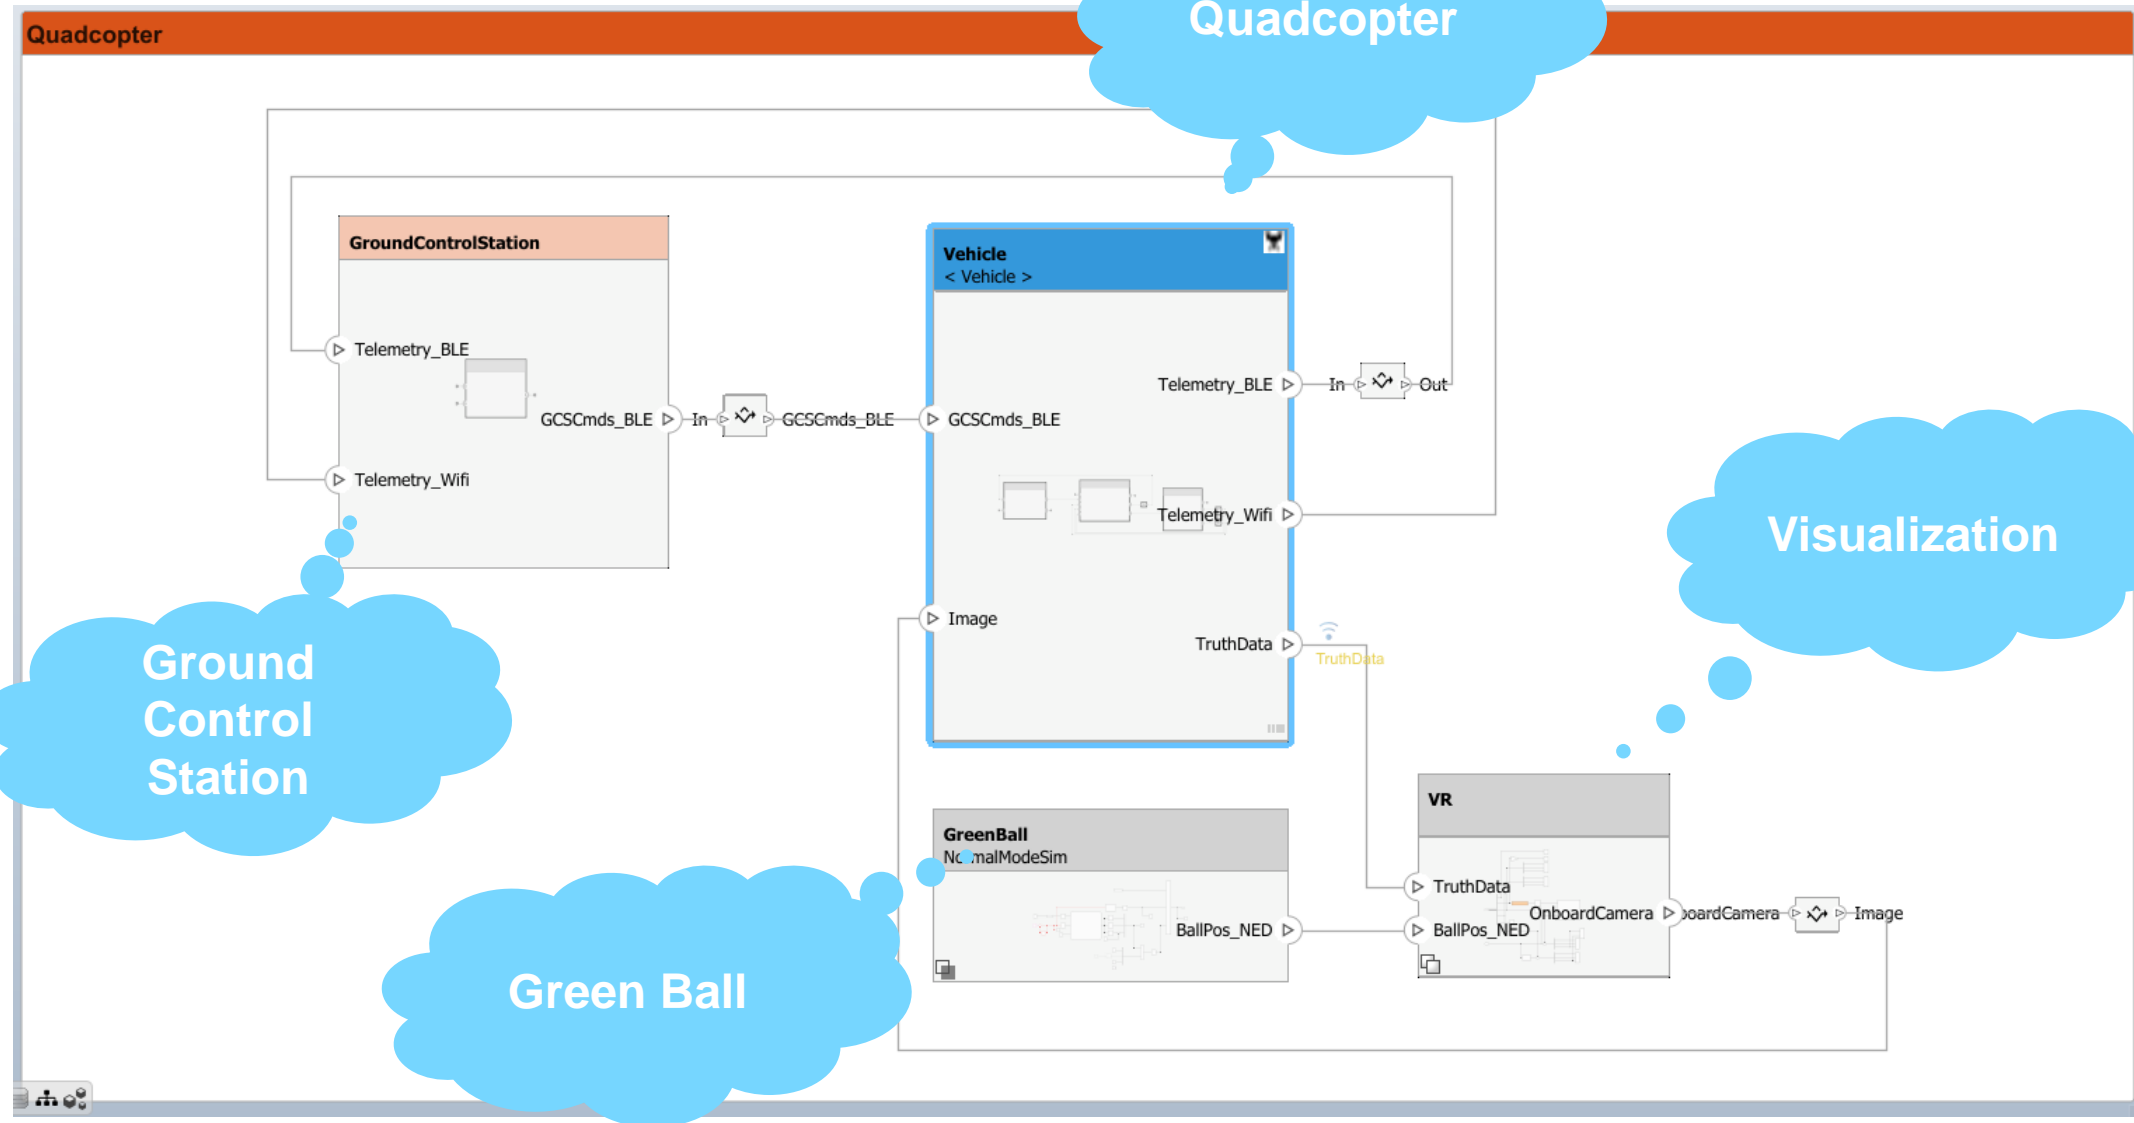 Quadcopter
Quadcopter
GroundControlStation
Telemetry_BLE
GCSCmds_BLE
Telemetry_Wifi
In
GCSCmds_BLE
Vehicle
< Vehicle >
GCSCmds_BLE
Image
Telemetry_BLE
Telemetry_Wifi
TruthData
In
Out
TruthData
Visualization
Ground
Control
Station
GreenBall
BallPos_NED
Green Ball
VR
TruthData
BallPos_NED
OnboardCamera
Image